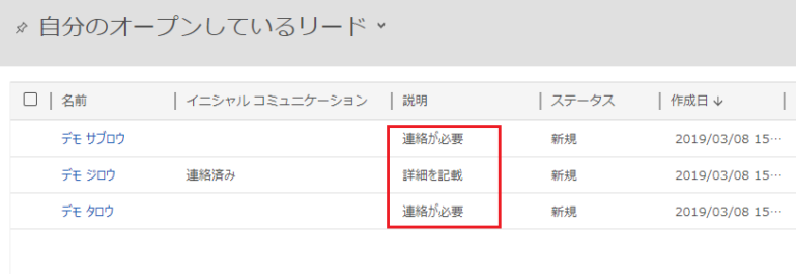 自分のオープンしているリード
名前 イニシャル コミュニケーション 説明 ステータス 作成日 ↓
デモ サブロウ 連絡が必要 新規 2019/03/08 15…
デモ ジロウ 連絡済み 詳細を記載 新規 2019/03/08 15…
デモ タロウ 連絡が必要 新規 2019/03/08 15…